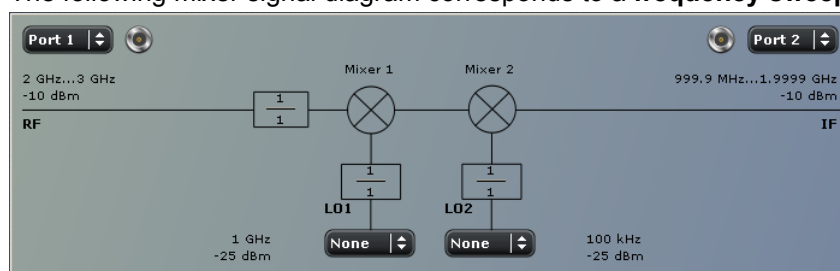 The following mixer signal diagram corresponds to a frequency sweep
Port 1
Port 2
2 GHz...3 GHz
-10 dBm
RF
Mixer 1
Mixer 2
999.9 MHz...1.9999 GHz
-10 dBm
IF
1
1
1
1
LO1
1
1
LO2
1 GHz
-25 dBm
None
None
100 kHz
-25 dBm